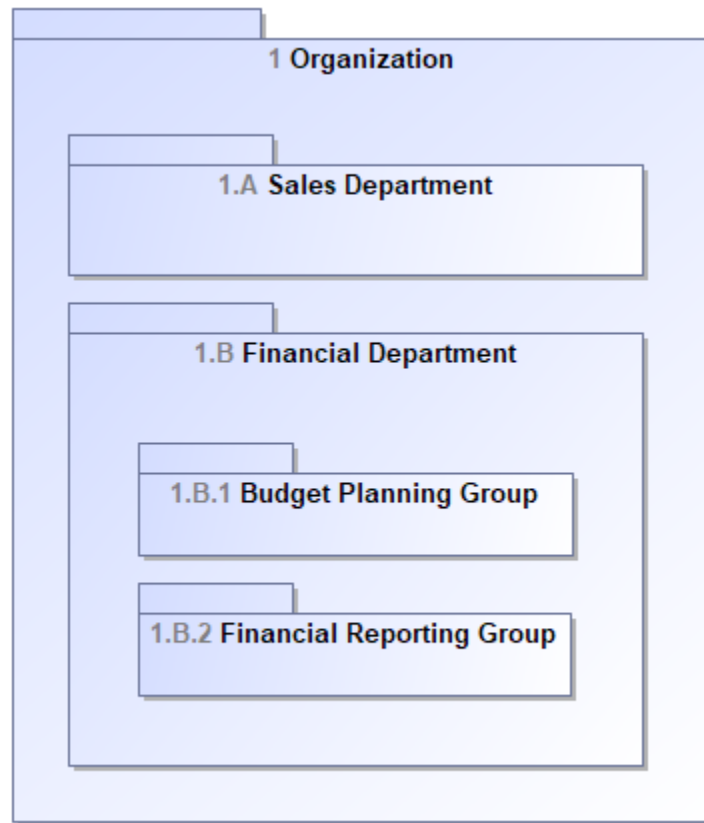 1 Organization
1.A Sales Department
1.B Financial Department
1.B.1 Budget Planning Group
1.B.2 Financial Reporting Group